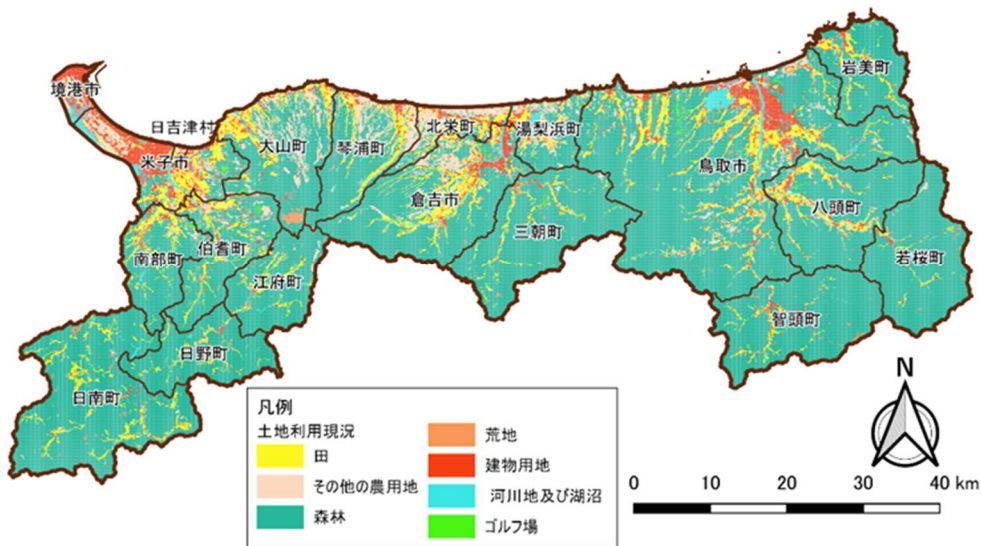 境港市
日吉津村
米子市
大山町
琴浦町
北栄町
湯梨浜町
岩美町
鳥取市
倉吉市
三朝町
八頭町
若桜町
智頭町
南部町
伯耆町
江府町
日野町
日南町
凡例
土地利用現況
田
その他の農用地
森林
荒地
建物用地
河川地及び湖沼
ゴルフ場
N
0 10 20 30 40 km